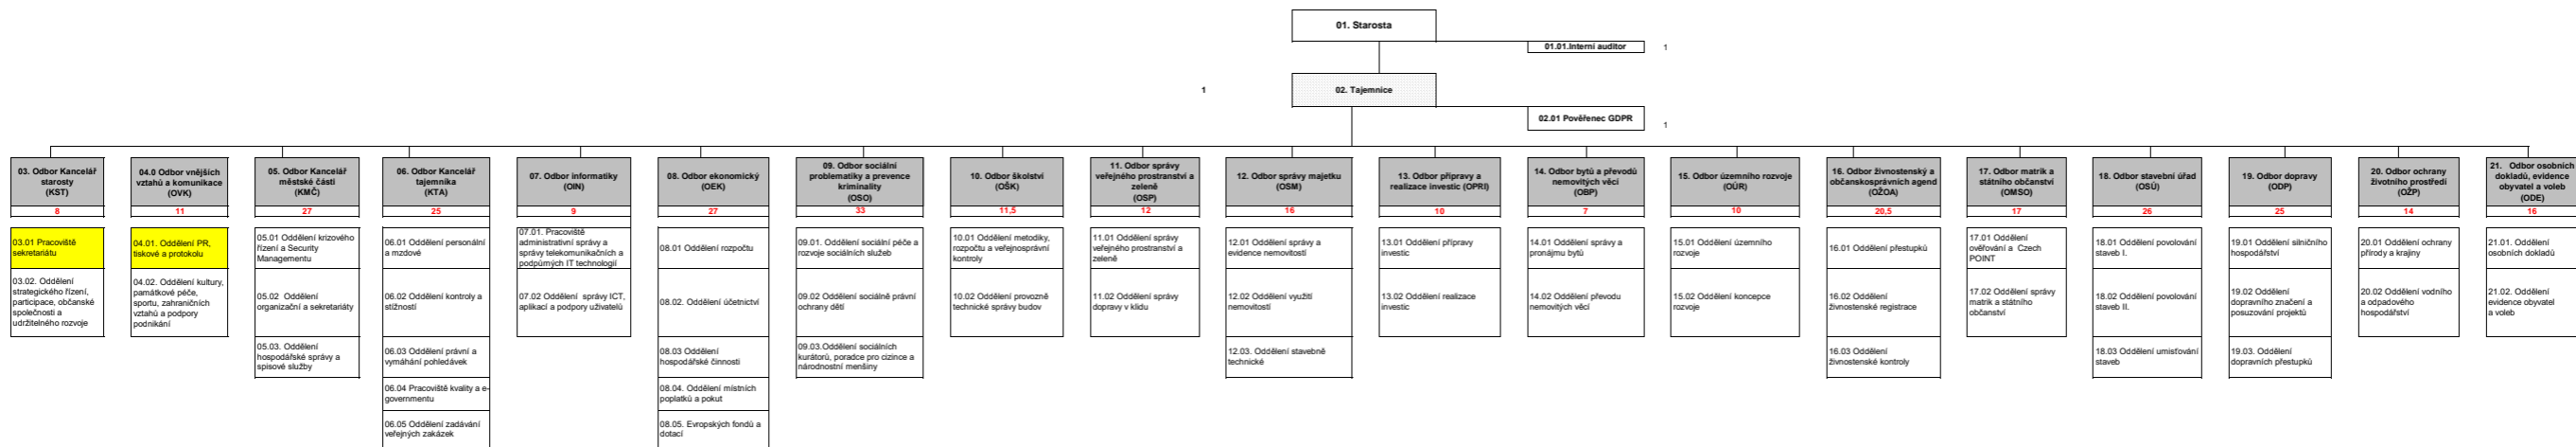 01. Starosta
01.01.Interní auditor
1
1
02. Tajemnice
02.01 Pověřenec GDPR
1
03. Odbor Kancelář
starosty
(KST)
8
03.01 Pracoviště
sekretariátu
03.02. Oddělení
strategického řízení,
participace, občanské
společnosti a
udržitelného rozvoje
04.0 Odbor vnějších
vztahů a komunikace
(OVK)
11
04.01. Oddělení PR,
tiskové a protokolu
04.02. Oddělení kultury,
památkové péče,
sportu, zahraničních
vztahů a podpory
podnikání
05. Odbor Kancelář
městské části
(KMČ)
27
05.01 Oddělení krizového
řízení a Security
Managementu
05.02 Oddělení
organizační a sekretariáty
05.03. Oddělení
hospodářské správy a
spisové služby
06. Odbor Kancelář
tajemníka
(KTA)
25
06.01 Oddělení personální
a mzdové
06.02 Oddělení kontroly a
stížností
06.03 Oddělení právní a
vymáhání pohledávek
06.04 Pracoviště kvality a e-
governmentu
06.05 Oddělení zadávání
veřejných zakázek
07. Odbor informatiky
(OIN)
9
07.01. Pracoviště
administrativní správy a
správy telekomunikačních a
podpůrných IT technologií
07.02 Oddělení správy ICT,
aplikací a podpory uživatelů
08. Odbor ekonomický
(OEK)
27
08.01 Oddělení rozpočtu
08.02. Oddělení účetnictví
08.03 Oddělení
hospodářské činnosti
08.04. Oddělení místních
poplatků a pokut
08.05. Evropských fondů a
dotací
09. Odbor sociální
problematiky a prevence
kriminality
(OSO)
33
09.01. Oddělení sociální péče a
rozvoje sociálních služeb
09.02 Oddělení sociálně právní
ochrany dětí
09.03.Oddělení sociálních
kurátorů, poradce pro cizince a
národnostní menšiny
10. Odbor školství
(OŠK)
11,5
10.01 Oddělení metodiky,
rozpočtu a veřejnosprávní
kontroly
10.02 Oddělení provozně
technické správy budov
11. Odbor správy
veřejného prostranství a
zeleně
(OSP)
12
11.01 Oddělení správy
veřejného prostranství a
zeleně
11.02 Oddělení správy
dopravy v klidu
12. Odbor správy majetku
(OSM)
16
12.01 Oddělení správy a
evidence nemovitostí
12.02 Oddělení využití
nemovitostí
12.03. Oddělení stavebně
technické
13. Odbor přípravy a
realizace investic (OPRI)
10
13.01 Oddělení přípravy
investic
13.02 Oddělení realizace
investic
14. Odbor bytů a převodů
nemovitých věcí
(OBP)
7
14.01 Oddělení správy a
pronájmu bytů
14.02 Oddělení převodu
nemovitých věcí
15. Odbor územního rozvoje
(OÚR)
10
15.01 Oddělení územního
rozvoje
15.02 Oddělení koncepce
rozvoje
16. Odbor živnostenský a
občanskosprávních agend
(OŽOA)
20,5
16.01 Oddělení přestupků
16.02 Oddělení
živnostenské registrace
16.03 Oddělení
živnostenské kontroly
17. Odbor matrik a
státního občanství
(OMSO)
17
17.01 Oddělení
ověřování a Czech
POINT
17.02 Oddělení správy
matrik a státního
občanství
18. Odbor stavební úřad
(OSÚ)
26
18.01 Oddělení povolování
staveb I.
18.02 Oddělení povolování
staveb II.
18.03 Oddělení umisťování
staveb
19. Odbor dopravy
(ODP)
25
19.01 Oddělení silničního
hospodářství
19.02 Oddělení
dopravního značení a
posuzování projektů
19.03. Oddělení
dopravních přestupků
20. Odbor ochrany
životního prostředí
(OŽP)
14
20.01 Oddělení ochrany
přírody a krajiny
20.02 Oddělení vodního
a odpadového
hospodářství
21. Odbor osobních
dokladů, evidence
obyvatel a voleb
(ODE)
16
21.01. Oddělení
osobních dokladů
21.02. Oddělení
evidence obyvatel
a voleb